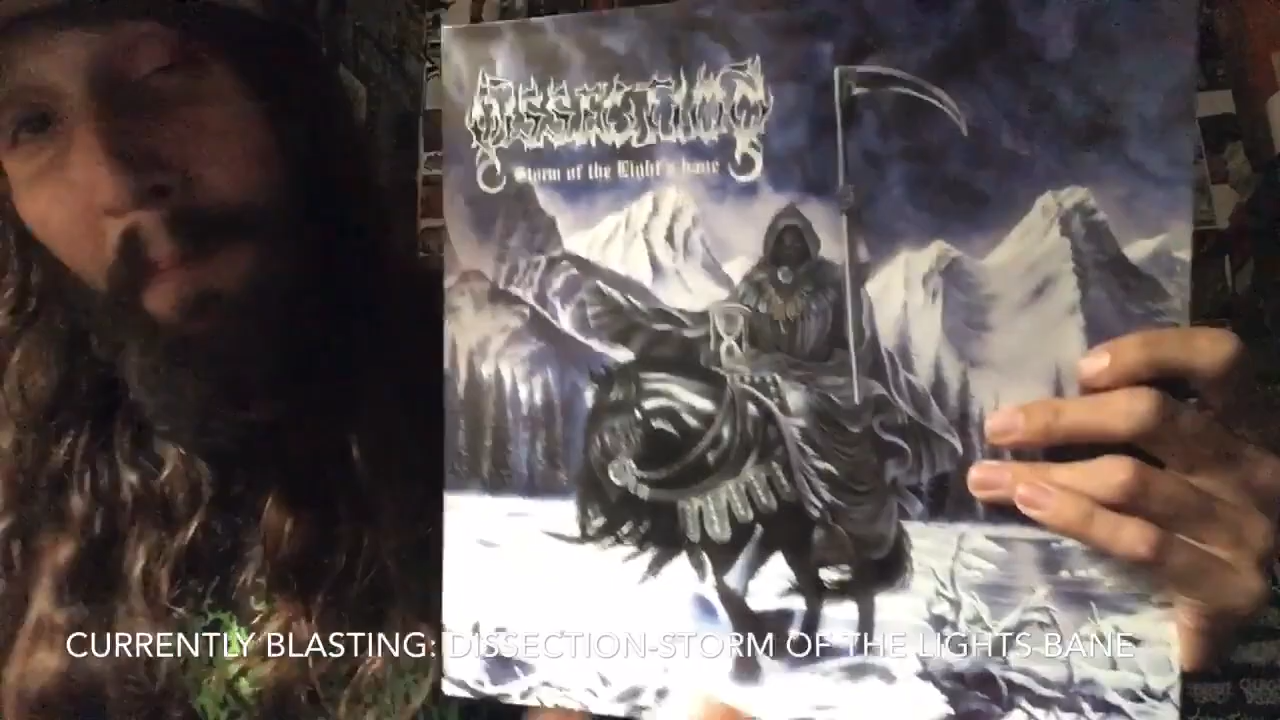 DISSECTION
Storm of the Light's Bane
CURRENTLY BLASTING: DISSECTION-STORM OF THE LIGHTS BANE